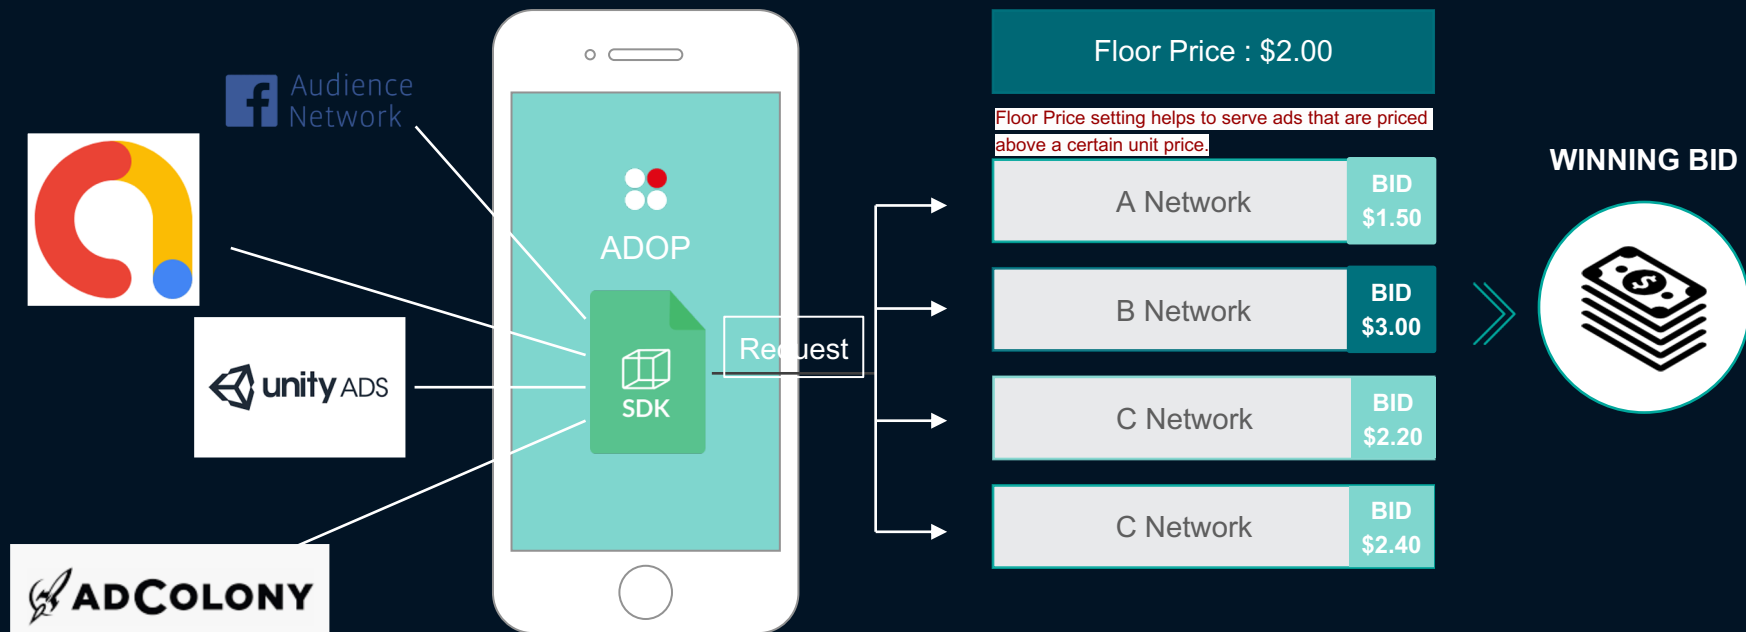 Audience
Network
unity ADS
ADCOLONY
ADOP
SDK
Request
Floor Price : $2.00
Floor Price setting helps to serve ads that are priced
above a certain unit price.
A Network
BID
$1.50
B Network
BID
$3.00
C Network
BID
$2.20
C Network
BID
$2.40
WINNING BID